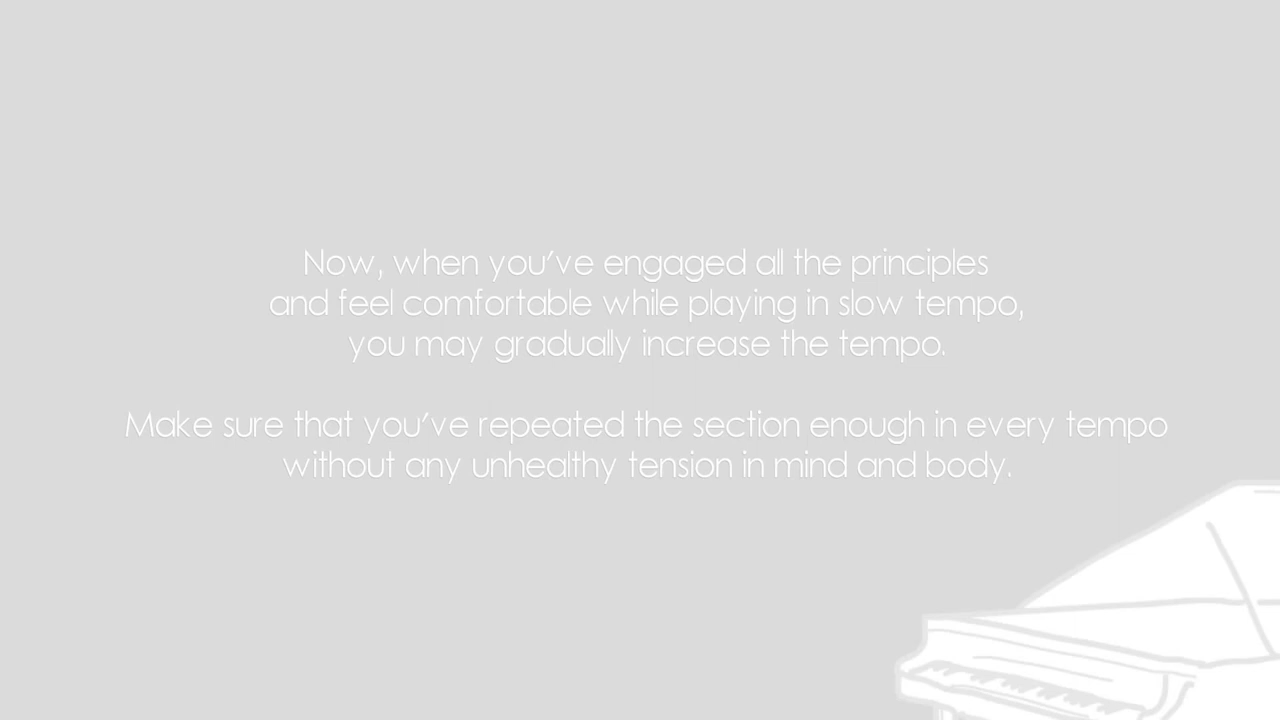 Now, when you've engaged all the principles
and feel comfortable while playing in slow tempo,
you may gradually increase the tempo.
Make sure that you've repeated the section enough in every tempo
without any unhealthy tension in mind and body.